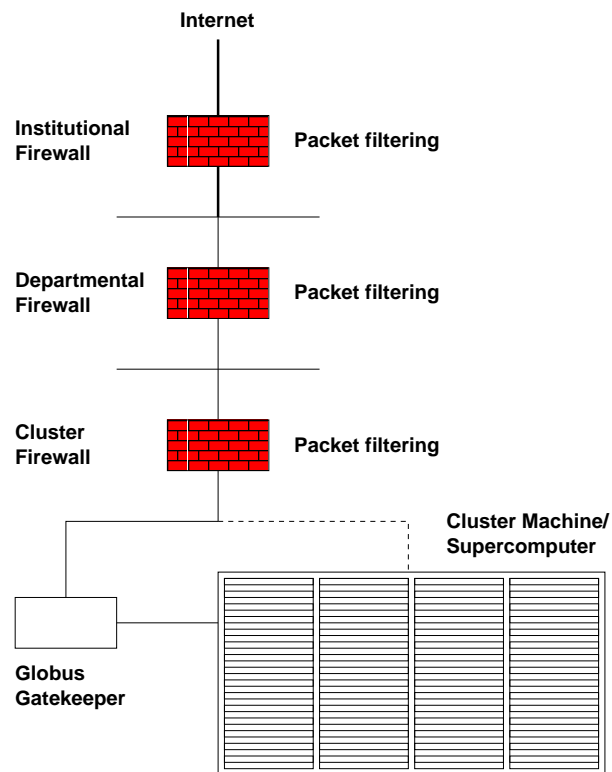 Internet
Institutional
Firewall
Packet filtering
Departmental
Firewall
Packet filtering
Cluster
Firewall
Packet filtering
Cluster Machine/
Supercomputer
Globus
Gatekeeper